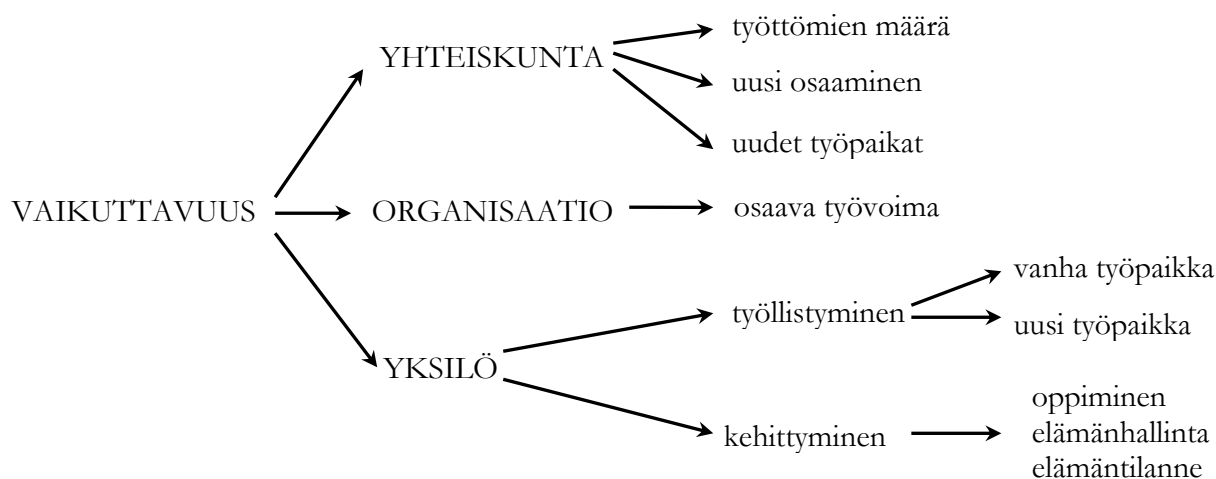 työttömien määrä
YHTEISKUNTA
uusi osaaminen
uudet työpaikat
VAIKUTTAVUUS
ORGANISAATIO
osaava työvoima
vanha työpaikka
työllistyminen
uusi työpaikka
YKSILÖ
oppiminen
kehittyminen
elämänhallinta
elämäntilanne